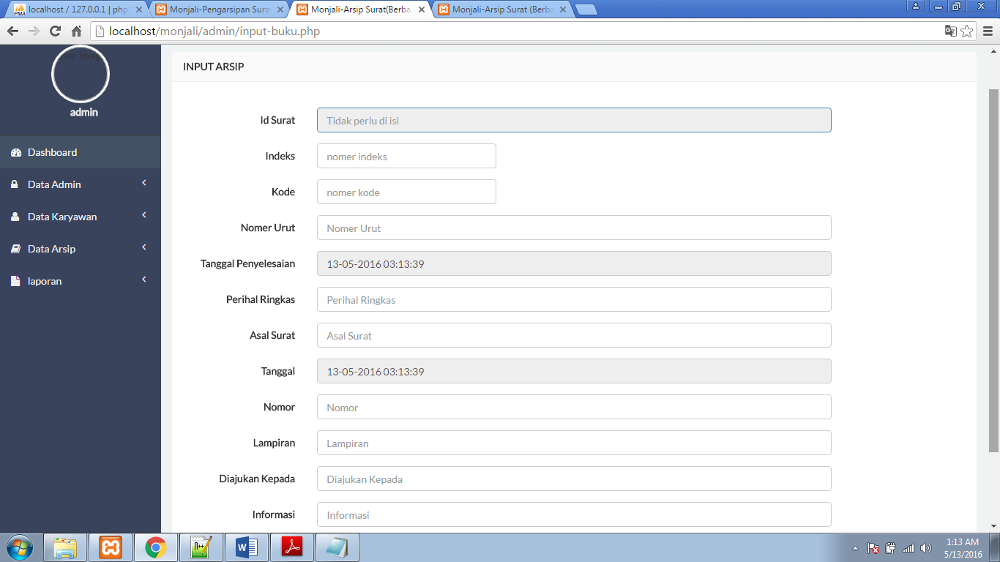 localhost / 127.0.0.1 | php
Monjali-Pengarsipan Sura
Monjali-Arsip Surat(Berba
Monjali-Arsip Surat (Berba
localhost/monjali/admin/input-buku.php
ser Imag
admin
Dashboard
Data Admin
Data Karyawan
Data Arsip
laporan
INPUT ARSIP
Id Surat Tidak perlu di isi
Indeks nomer indeks
Kode nomer kode
Nomer Urut Nomer Urut
Tanggal Penyelesaian 13-05-2016 03:13:39
Perihal Ringkas Perihal Ringkas
Asal Surat Asal Surat
Tanggal 13-05-2016 03:13:39
Nomor Nomor
Lampiran Lampiran
Diajukan Kepada Diajukan Kepada
Informasi Informasi
1:13 AM
5/13/2016